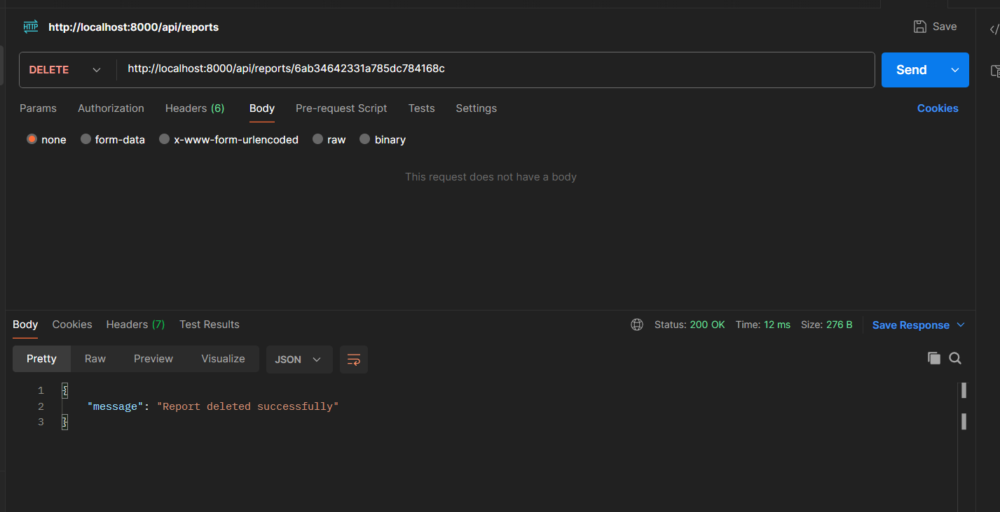 HTTP http://localhost:8000/api/reports Save
DELETE http://localhost:8000/api/reports/6ab34642331a785dc784168c Send
Params Authorization Headers (6) Body Pre-request Script Tests Settings Cookies
none form-data x-www-form-urlencoded raw binary
This request does not have a body
Body Cookies Headers (7) Test Results Status: 200 OK Time: 12 ms Size: 276 B Save Response
Pretty Raw Preview Visualize JSON
1 {
2 "message": "Report deleted successfully"
3 }